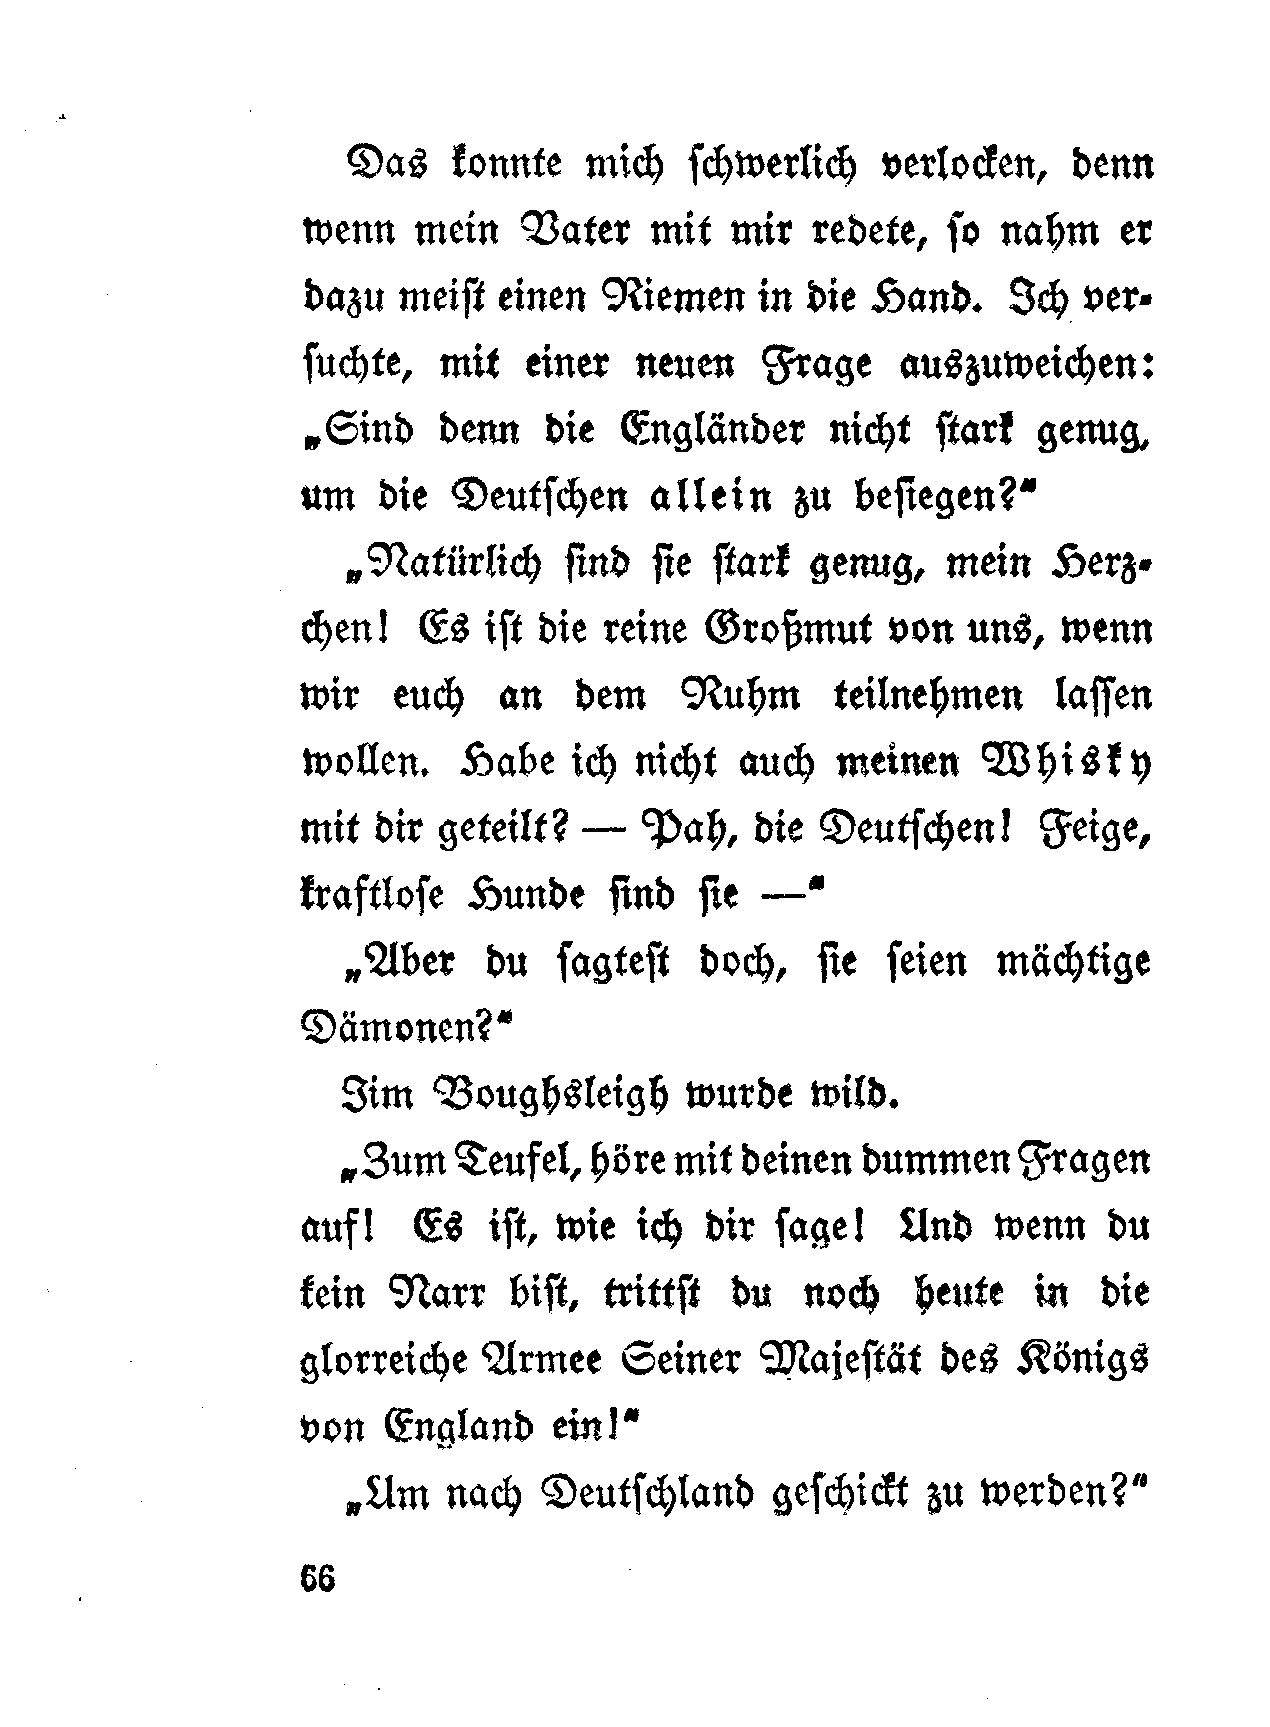 Das konnte mich schwerlich verlocken, denn
wenn mein Vater mit mir redete, so nahm er
dazu meist einen Riemen in die Hand. Ich ver-
suchte, mit einer neuen Frage auszuweichen:
„Sind denn die Engländer nicht stark genug,
um die Deutschen allein zu besiegen?“
„Natürlich sind sie stark genug, mein Herz-
chen! Es ist die reine Großmut von uns, wenn
wir euch an dem Ruhm teilnehmen lassen
wollen. Habe ich nicht auch meinen Whisky
mit dir geteilt? — Pah, die Deutschen! Feige,
kraftlose Hunde sind sie —“
„Aber du sagtest doch, sie seien mächtige
Dämonen?“
Jim Boughsleigh wurde wild.
„Zum Teufel, höre mit deinen dummen Fragen
auf! Es ist, wie ich dir sage! Und wenn du
kein Narr bist, trittst du noch heute in die
glorreiche Armee Seiner Majestät des Königs
von England ein!“
„Um nach Deutschland geschickt zu werden?“
66